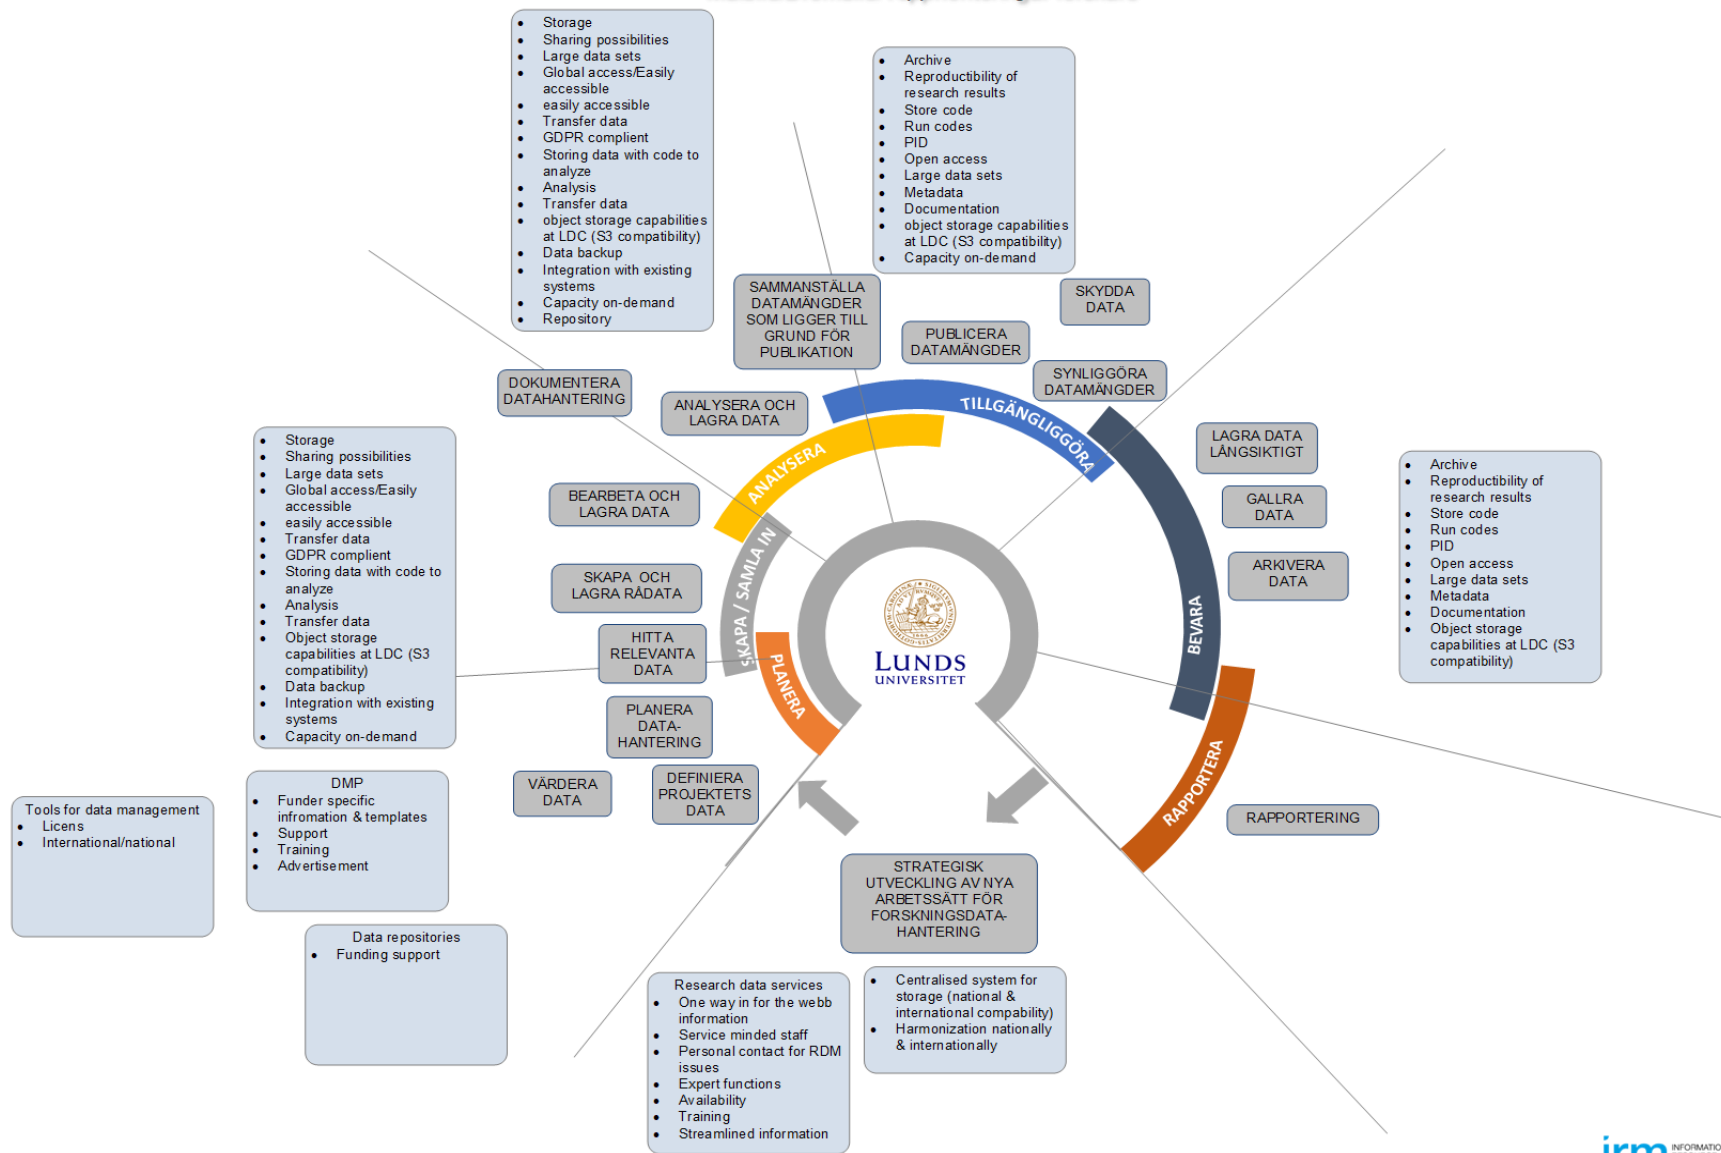 Storage
Sharing possibilities
Large data sets
Global access/Easily
accessible
easily accessible
Transfer data
GDPR complient
Storing data with code to
analyze
Analysis
Transfer data
object storage capabilities
at LDC (S3 compatibility)
Data backup
Integration with existing
systems
Capacity on-demand
Repository
Archive
Reproductibility of
research results
Store code
Run codes
PID
Open access
Large data sets
Metadata
Documentation
object storage capabilities
at LDC (S3 compatibility)
Capacity on-demand
SAMMANSTÄLLA
DATAMÄNGDER
SOM LIGGER TILL
GRUND FÖR
PUBLIKATION
SKYDDA
DATA
PUBLICERA
DATAMÄNGDER
SYNLIGGÖRA
DATAMÄNGDER
DOKUMENTERA
DATAHANTERING
ANALYSERA OCH
LAGRA DATA
TILLGÄNGLIGGÖRA
ANALYSERA
LAGRA DATA
LÅNGSIKTIGT
GALLRA
DATA
ARKIVERA
DATA
Storage
Sharing possibilities
Large data sets
Global access/Easily
accessible
easily accessible
Transfer data
GDPR complient
Storing data with code to
analyze
Analysis
Transfer data
Object storage
capabilities at LDC (S3
compatibility)
Data backup
Integration with existing
systems
Capacity on-demand
BEARBETA OCH
LAGRA DATA
SKAPA OCH
LAGRA RÅDATA
HITTA
RELEVANTA
DATA
PLANERA
DATA-
HANTERING
VÄRDERA
DATA
DEFINIERA
PROJEKTETS
DATA
SKAPA / SAMLA IN
PLANERA
LUNDS
UNIVERSITET
BEVARA
RAPPORTERA
Archive
Reproductibility of
research results
Store code
Run codes
PID
Open access
Large data sets
Metadata
Documentation
Object storage
capabilities at LDC (S3
compatibility)
RAPPORTERING
Tools for data management
Licens
International/national
DMP
Funder specific
infromation & templates
Support
Training
Advertisement
Data repositories
Funding support
STRATEGISK
UTVECKLING AV NYA
ARBETSSÄTT FÖR
FORSKNINGSDATA-
HANTERING
Research data services
One way in for the webb
information
Service minded staff
Personal contact for RDM
issues
Expert functions
Availability
Training
Streamlined information
Centralised system for
storage (national &
international compability)
Harmonization nationally
& internationally
irm